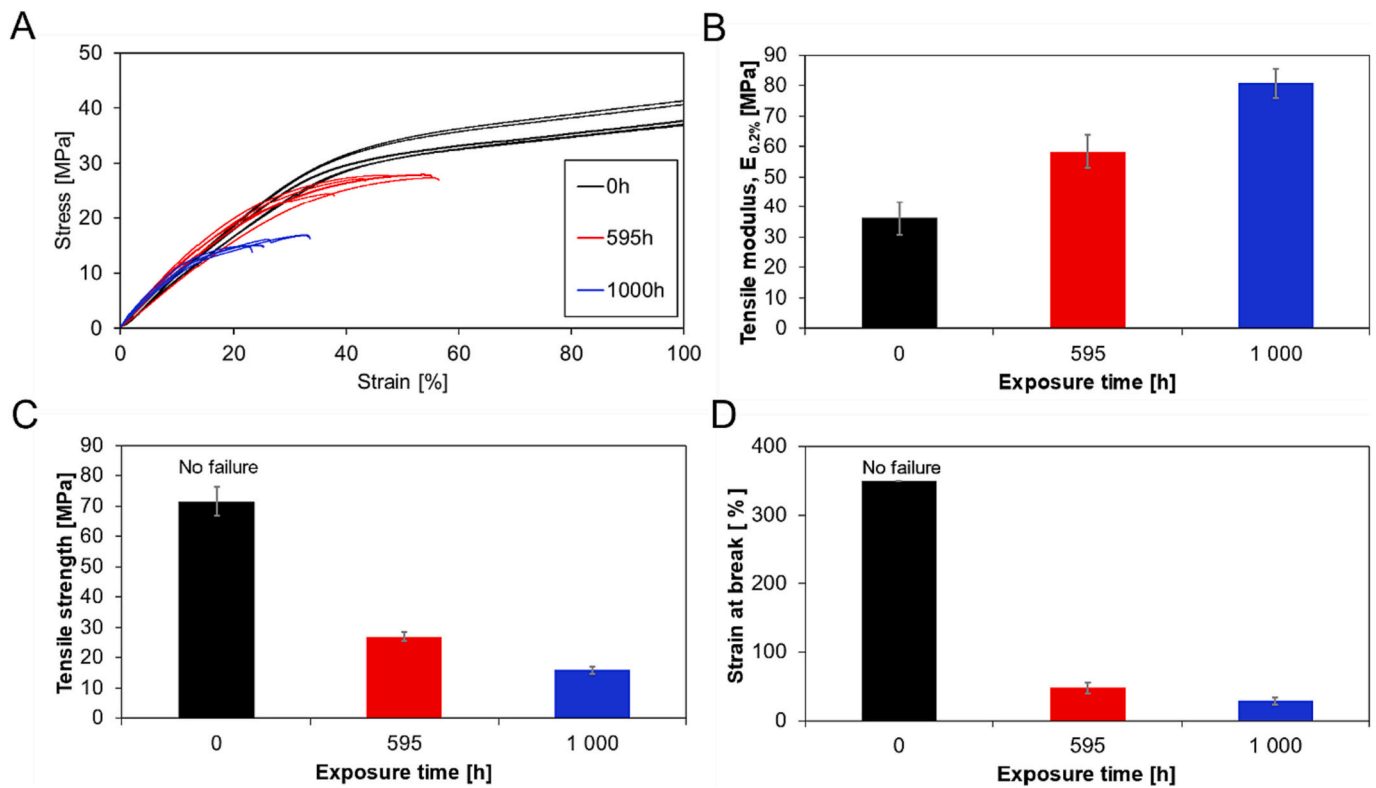 A
50
40
30
20
10
0
Stress [MPa]
0 20 40 60 80 100
Strain [%]
0h
595h
1000h
B
90
80
70
60
50
40
30
20
10
0
Tensile modulus, E0.2% [MPa]
0 595 1 000
Exposure time [h]
C
90
80
70
60
50
40
30
20
10
0
Tensile strength [MPa]
No failure
0 595 1 000
Exposure time [h]
D
400
300
200
100
0
Strain at break [ % ]
No failure
0 595 1 000
Exposure time [h]